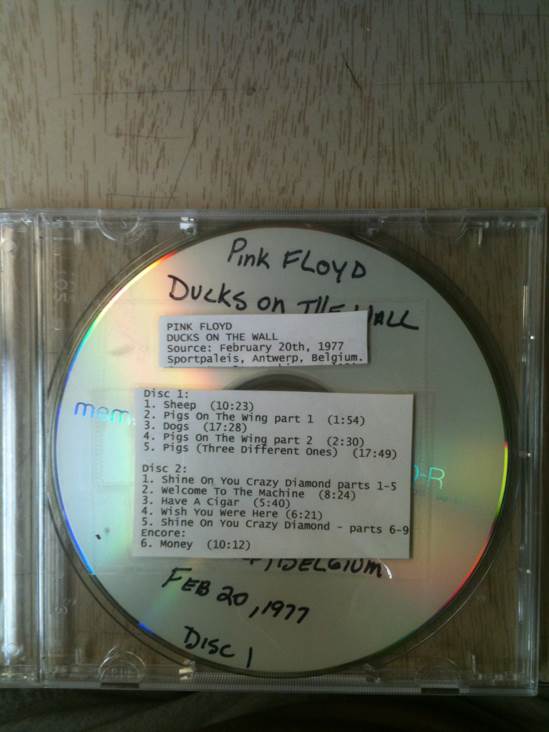 Pink FLOYD
DUCKS on THE WALL
PINK FLOYD
DUCKS ON THE WALL
Source: February 20th, 1977
Sportpaleis, Antwerp, Belgium.
Disc 1:
1. Sheep (10:23)
2. Pigs On The Wing part 1 (1:54)
3. Dogs (17:28)
4. Pigs On The Wing part 2 (2:30)
5. Pigs (Three Different Ones) (17:49)
Disc 2:
1. Shine On You Crazy Diamond parts 1-5
2. Welcome To The Machine (8:24)
3. Have A Cigar (5:40)
4. Wish You Were Here (6:21)
5. Shine On You Crazy Diamond - parts 6-9
Encore:
6. Money (10:12)
mem
-R
BELGIUM
FEB 20, 1977
DISC 1